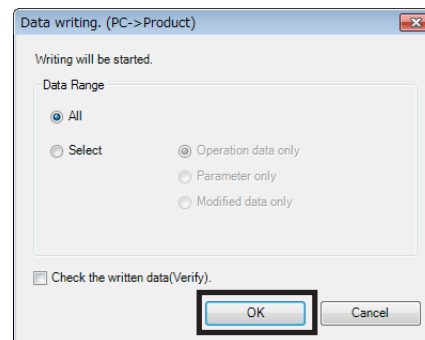 Data writing. (PC->Product)
Writing will be started.
Data Range
All
Select
Operation data only
Parameter only
Modified data only
Check the written data(Verify).
OK
Cancel